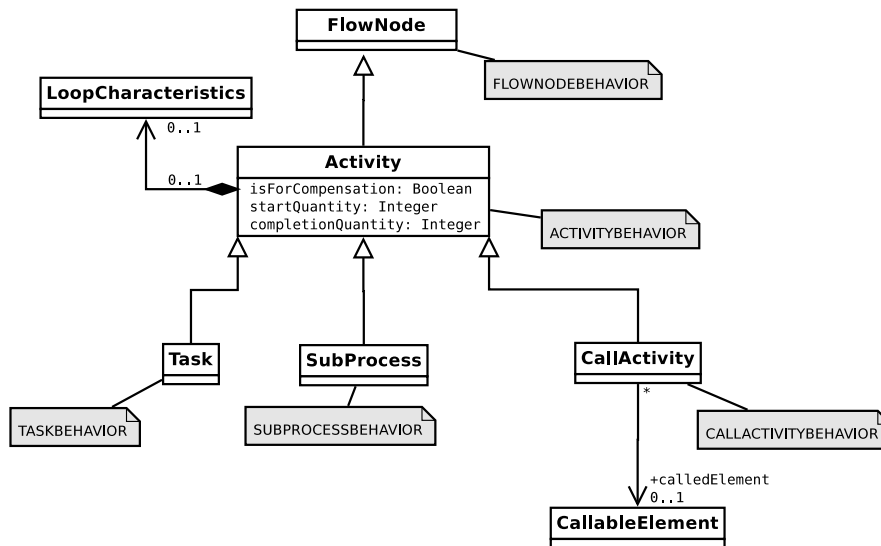 FlowNode
FLOWNODEBEHAVIOR
LoopCharacteristics
0..1
0..1
Activity
isForCompensation: Boolean
startQuantity: Integer
completionQuantity: Integer
ACTIVITYBEHAVIOR
Task
SubProcess
CallActivity
*
TASKBEHAVIOR
SUBPROCESSBEHAVIOR
CALLACTIVITYBEHAVIOR
+calledElement
0..1
CallableElement